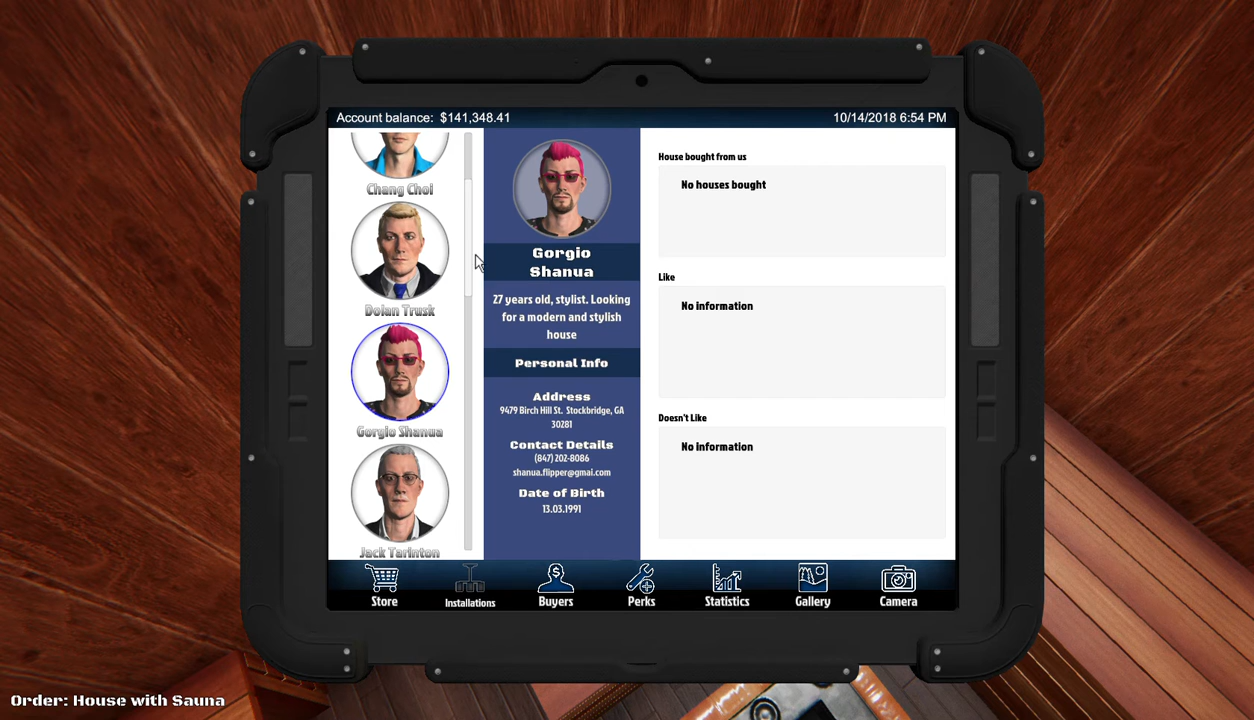 Account balance: $141,348.41
10/14/2018 6:54 PM
Chang Choi
Dolan Trusk
Gorgio Shanua
Jack Tarinton
Gorgio
Shanua
27 years old, stylist. Looking
for a modern and stylish
house
Personal Info
Address
9479 Birch Hill St. Stockbridge, GA
30281
Contact Details
(847) 202-8086
shanua.flipper@gmai.com
Date of Birth
13.03.1991
House bought from us
No houses bought
Like
No information
Doesn't Like
No information
Store
Installations
Buyers
Perks
Statistics
Gallery
Camera
Order: House with Sauna